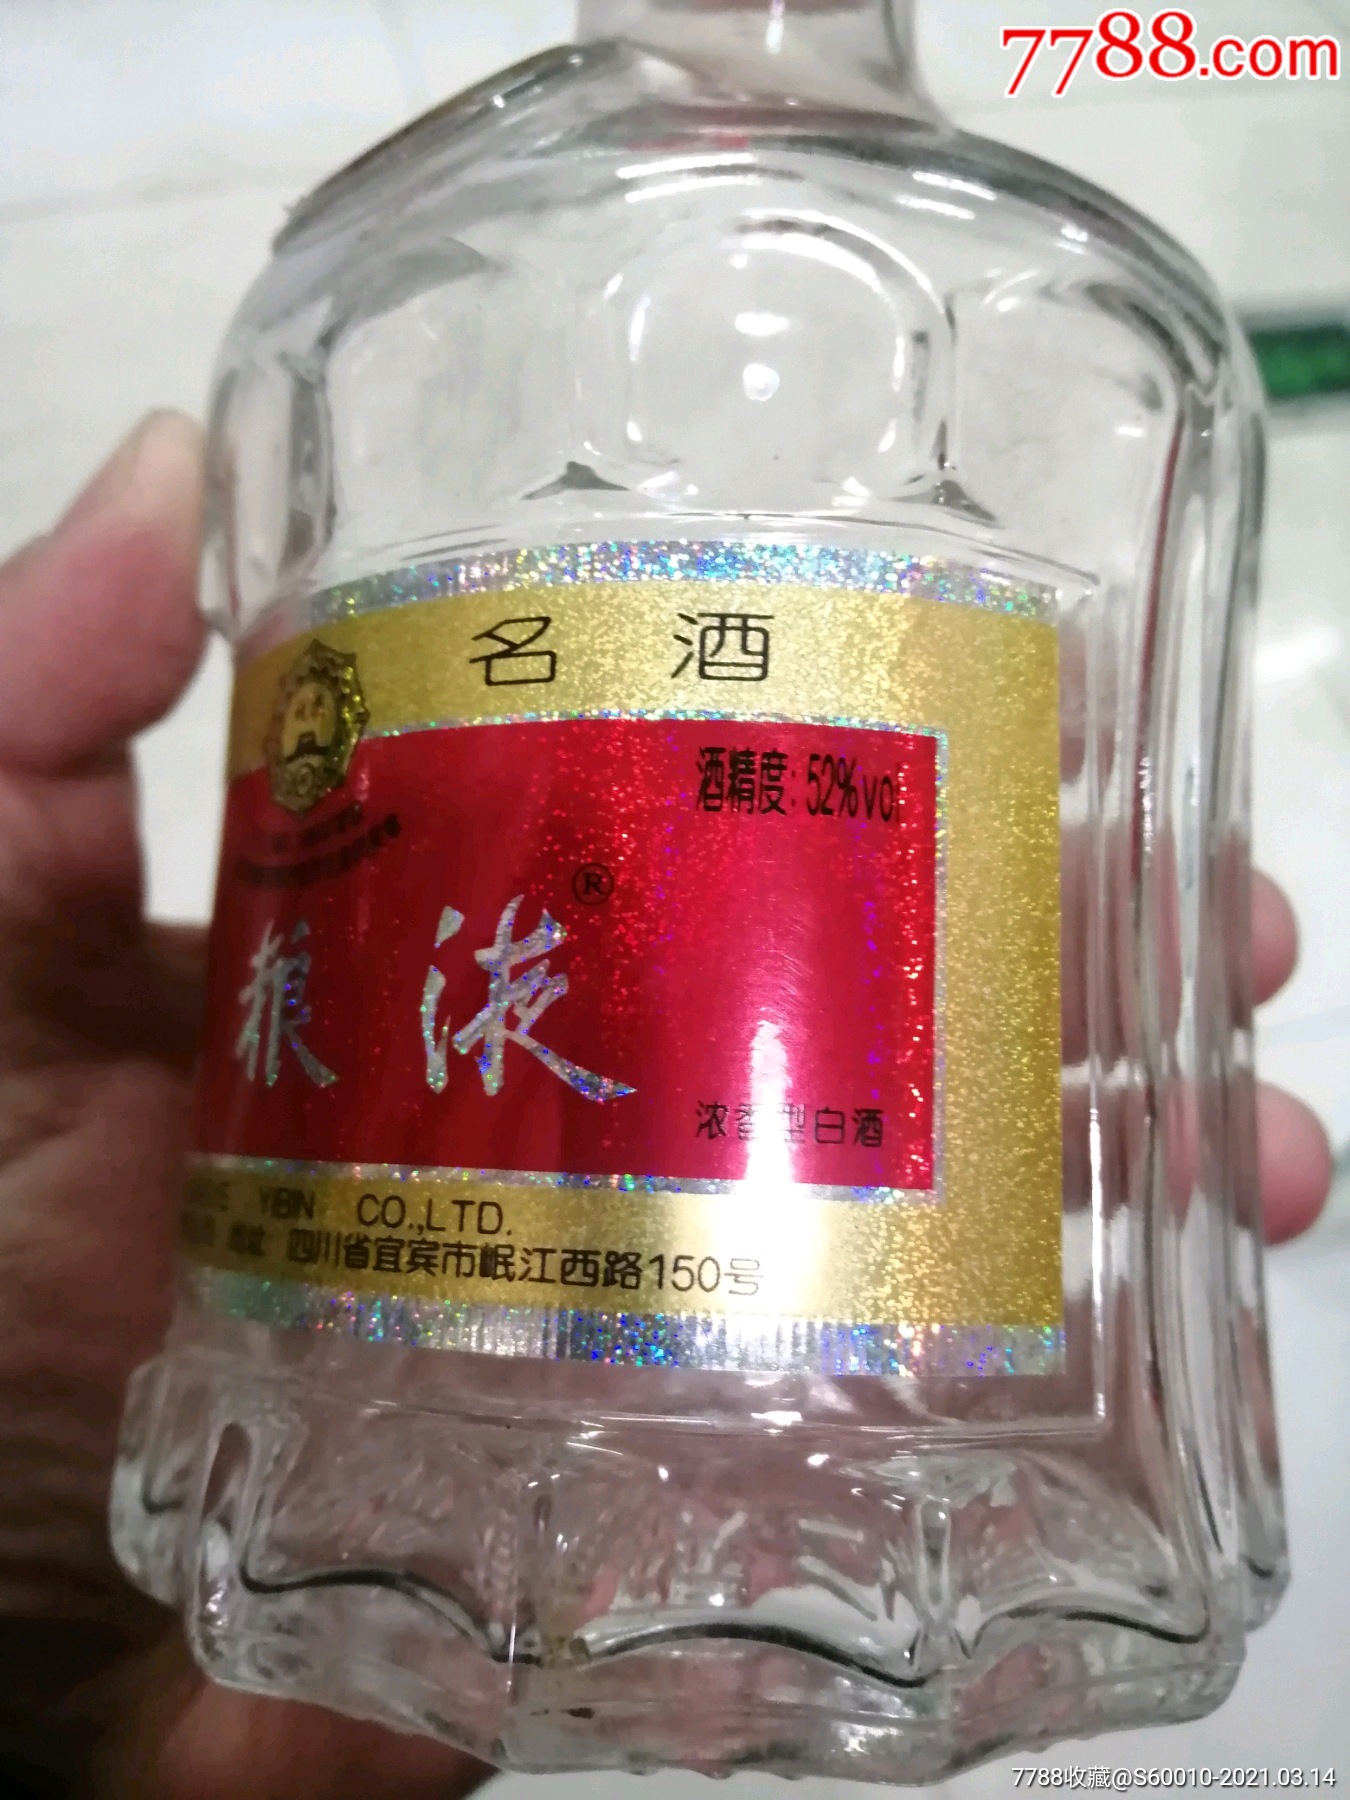 7788.com
名酒
酒精度: 52%vol
®
粮液
浓香型白酒
YIBIN CO.,LTD.
地址 四川省宜宾市岷江西路150号
7788收藏@S60010-2021.03.14